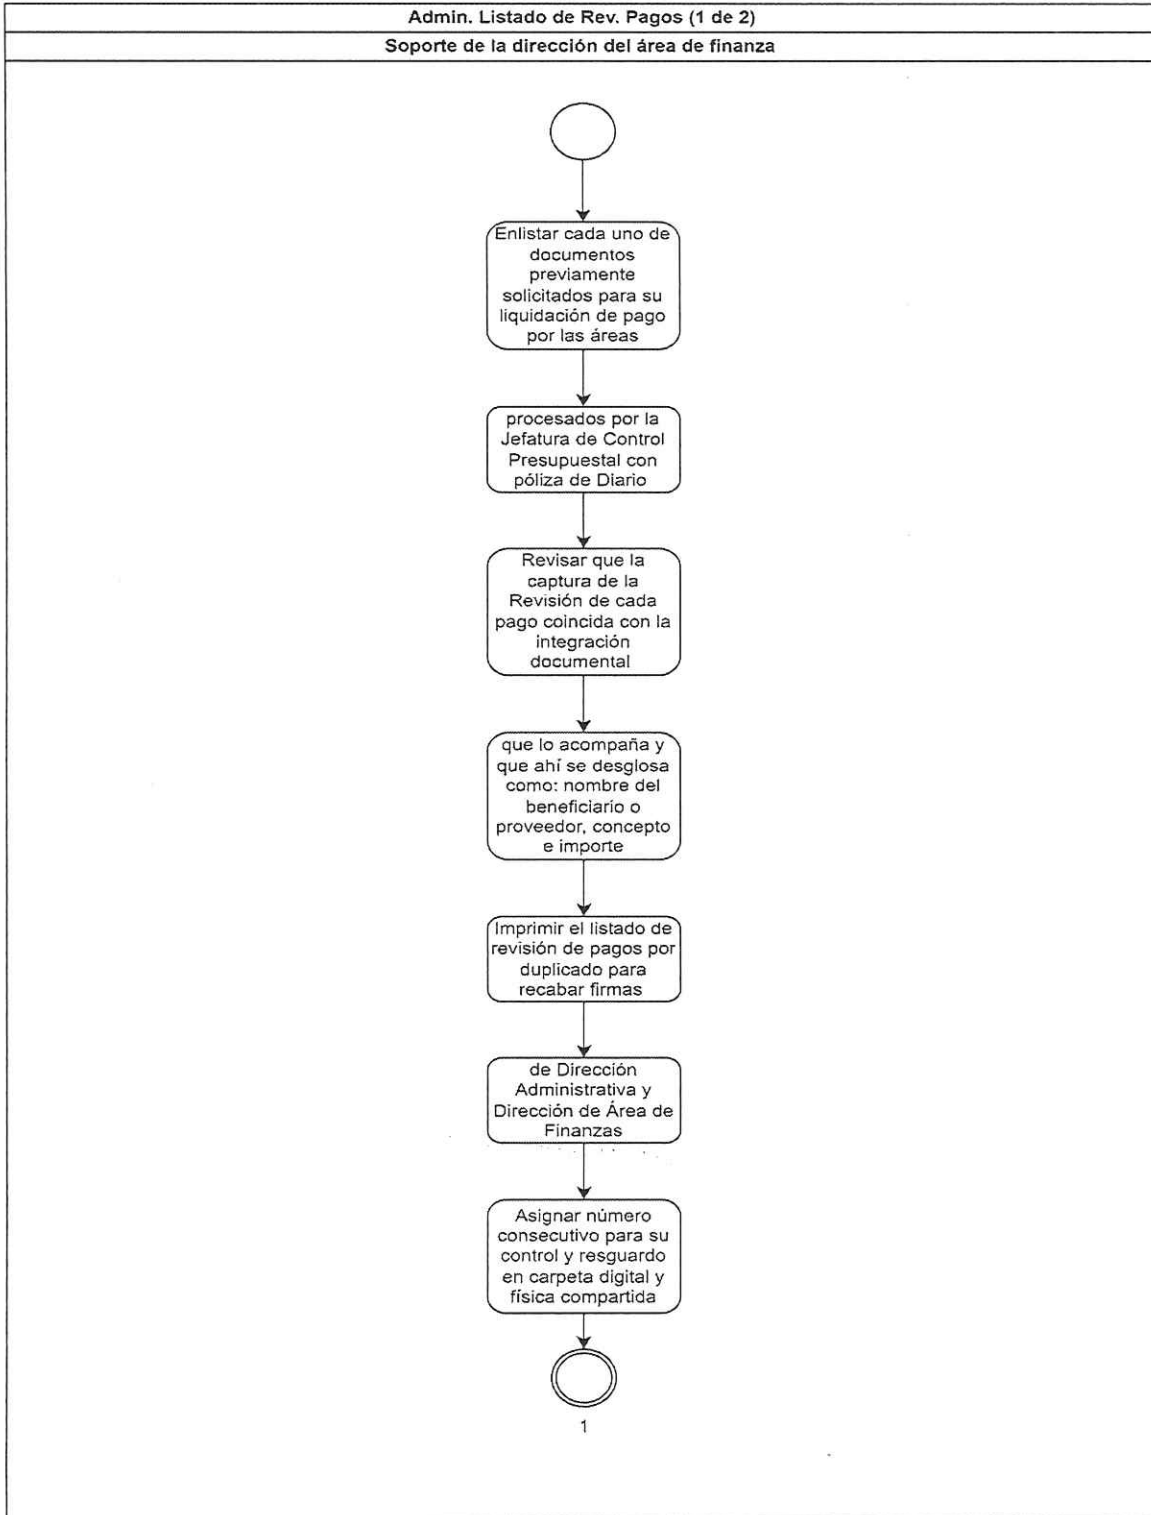 Admin. Listado de Rev. Pagos (1 de 2)
Soporte de la dirección del área de finanza
Enlistar cada uno de
documentos
previamente
solicitados para su
liquidación de pago
por las áreas
procesados por la
Jefatura de Control
Presupuestal con
póliza de Diario
Revisar que la
captura de la
Revisión de cada
pago coincida con la
integración
documental
que lo acompaña y
que ahí se desglosa
como: nombre del
beneficiario o
proveedor, concepto
e importe
Imprimir el listado de
revisión de pagos por
duplicado para
recabar firmas
de Dirección
Administrativa y
Dirección de Área de
Finanzas
Asignar número
consecutivo para su
control y resguardo
en carpeta digital y
física compartida
1